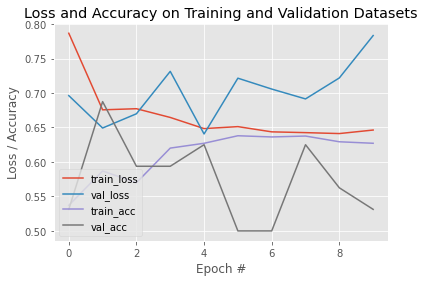 Loss and Accuracy on Training and Validation Datasets
0.80
0.75
0.70
0.65
0.60
0.55
0.50
Loss / Accuracy
train_loss
val_loss
train_acc
val_acc
0 2 4 6 8
Epoch #